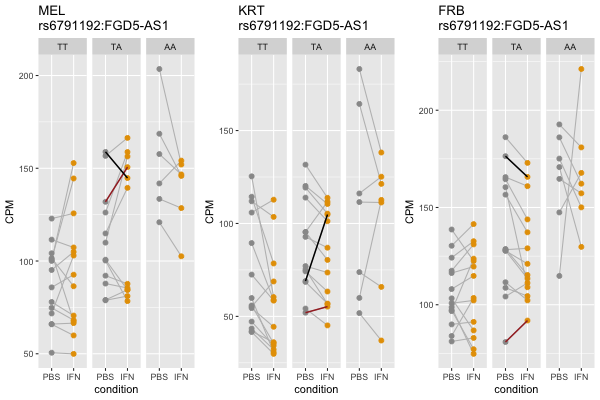 MEL
rs6791192:FGD5-AS1
TT TA AA
200
150
100
50
CPM
PBS IFN PBS IFN PBS IFN
condition
KRT
rs6791192:FGD5-AS1
TT TA AA
150
100
50
CPM
PBS IFN PBS IFN PBS IFN
condition
FRB
rs6791192:FGD5-AS1
TT TA AA
200
150
100
CPM
PBS IFN PBS IFN PBS IFN
condition